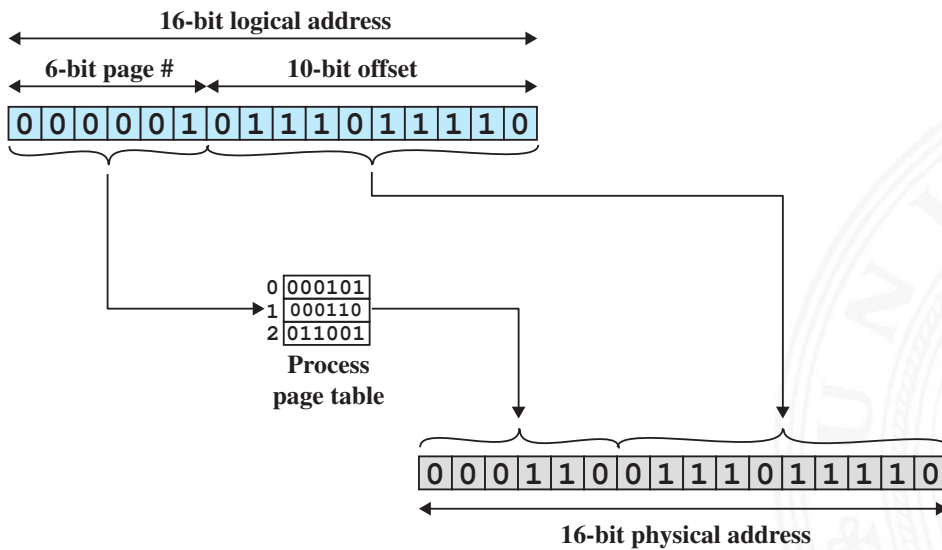 16-bit logical address
6-bit page # 10-bit offset
0 0 0 0 0 1 0 1 1 1 0 1 1 1 1 0
0 000101
1 000110
2 011001
Process
page table
0 0 0 1 1 0 0 1 1 1 0 1 1 1 1 0
16-bit physical address
UNI